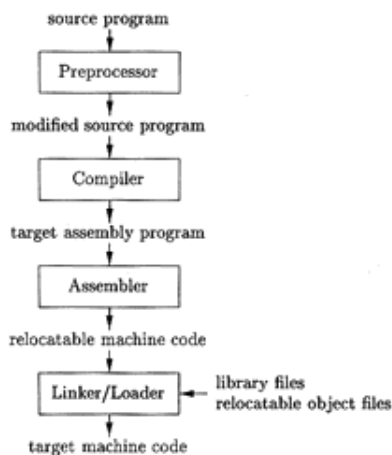 source program
Preprocessor
modified source program
Compiler
target assembly program
Assembler
relocatable machine code
Linker/Loader
library files
relocatable object files
target machine code